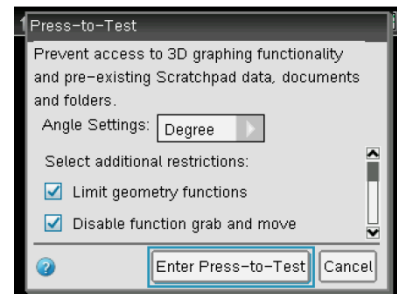 Press-to-Test
Prevent access to 3D graphing functionality
and pre-existing Scratchpad data, documents
and folders.
Angle Settings: Degree
Select additional restrictions:
Limit geometry functions
Disable function grab and move
? Enter Press-to-Test Cancel